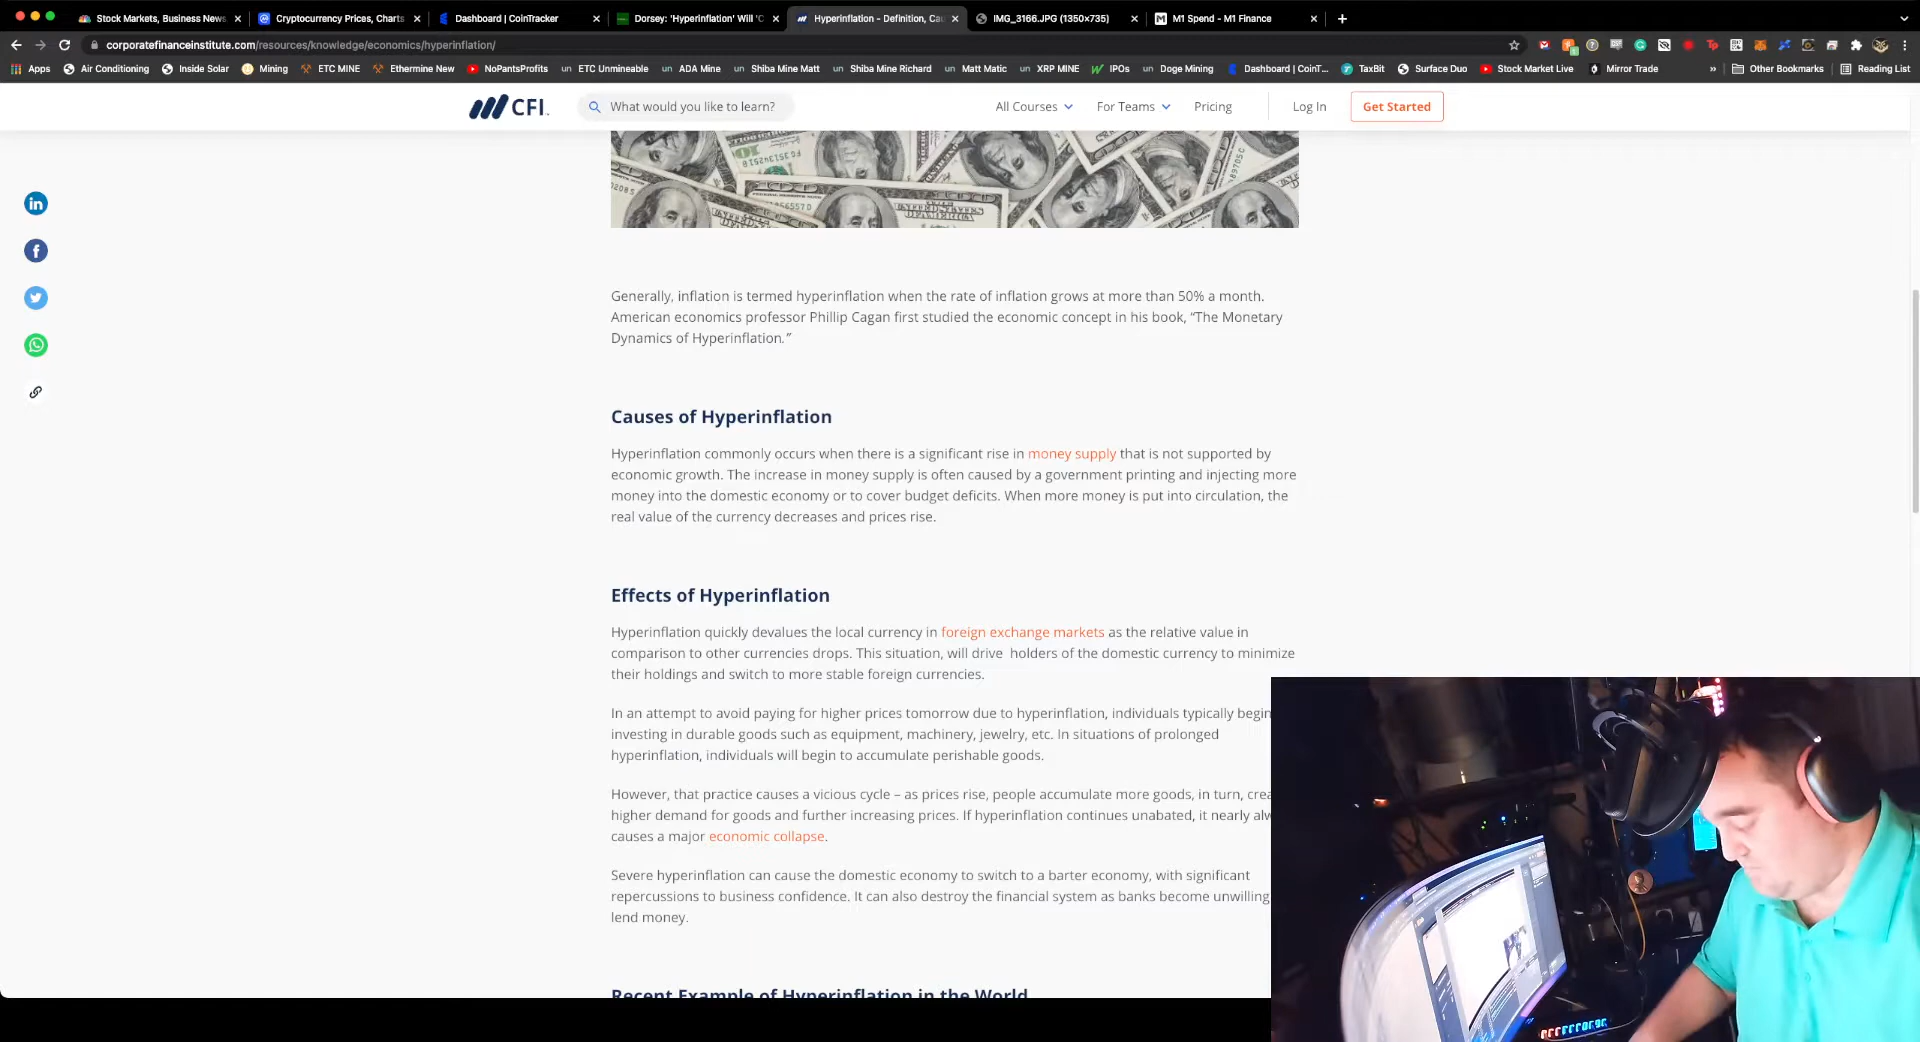 Stock Markets, Business News,
Cryptocurrency Prices, Charts
Dashboard | CoinTracker
Dorsey: 'Hyperinflation' Will 'C
Hyperinflation - Definition, Cau
IMG_3166.JPG (1350×735)
M1 Spend - M1 Finance
corporatefinanceinstitute.com/resources/knowledge/economics/hyperinflation/
Apps
Air Conditioning
Inside Solar
Mining
ETC MINE
Ethermine New
NoPantsProfits
un ETC Unmineable
un ADA Mine
un Shiba Mine Matt
un Shiba Mine Richard
un Matt Matic
un XRP MINE
IPOs
un Doge Mining
Dashboard | CoinT...
TaxBit
Surface Duo
Stock Market Live
Mirror Trade
»
Other Bookmarks
Reading List
CFI™
What would you like to learn?
All Courses
For Teams
Pricing
Log In
Get Started
Generally, inflation is termed hyperinflation when the rate of inflation grows at more than 50% a month.
American economics professor Phillip Cagan first studied the economic concept in his book, “The Monetary
Dynamics of Hyperinflation.”
Causes of Hyperinflation
Hyperinflation commonly occurs when there is a significant rise in money supply that is not supported by
economic growth. The increase in money supply is often caused by a government printing and injecting more
money into the domestic economy or to cover budget deficits. When more money is put into circulation, the
real value of the currency decreases and prices rise.
Effects of Hyperinflation
Hyperinflation quickly devalues the local currency in foreign exchange markets as the relative value in
comparison to other currencies drops. This situation, will drive holders of the domestic currency to minimize
their holdings and switch to more stable foreign currencies.
In an attempt to avoid paying for higher prices tomorrow due to hyperinflation, individuals typically begin
investing in durable goods such as equipment, machinery, jewelry, etc. In situations of prolonged
hyperinflation, individuals will begin to accumulate perishable goods.
However, that practice causes a vicious cycle – as prices rise, people accumulate more goods, in turn, crea
higher demand for goods and further increasing prices. If hyperinflation continues unabated, it nearly alw
causes a major economic collapse.
Severe hyperinflation can cause the domestic economy to switch to a barter economy, with significant
repercussions to business confidence. It can also destroy the financial system as banks become unwilling
lend money.
Recent Example of Hyperinflation in the World